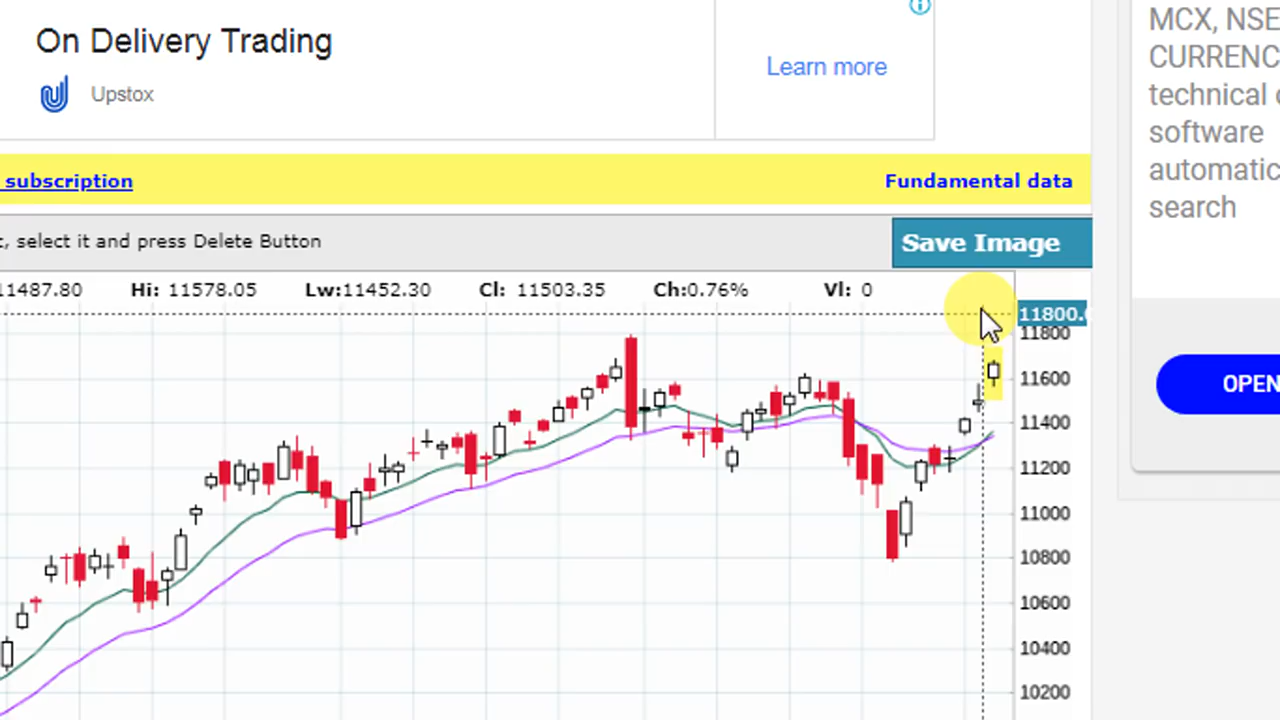 On Delivery Trading
Upstox
Learn more
MCX, NSE
CURRENC
technical
software
automatic
search
subscription
Fundamental data
, select it and press Delete Button
Save Image
11487.80 Hi: 11578.05 Lw:11452.30 Cl: 11503.35 Ch:0.76% Vl: 0
11800.
11800
11600
OPEN
11400
11200
11000
10800
10600
10400
10200